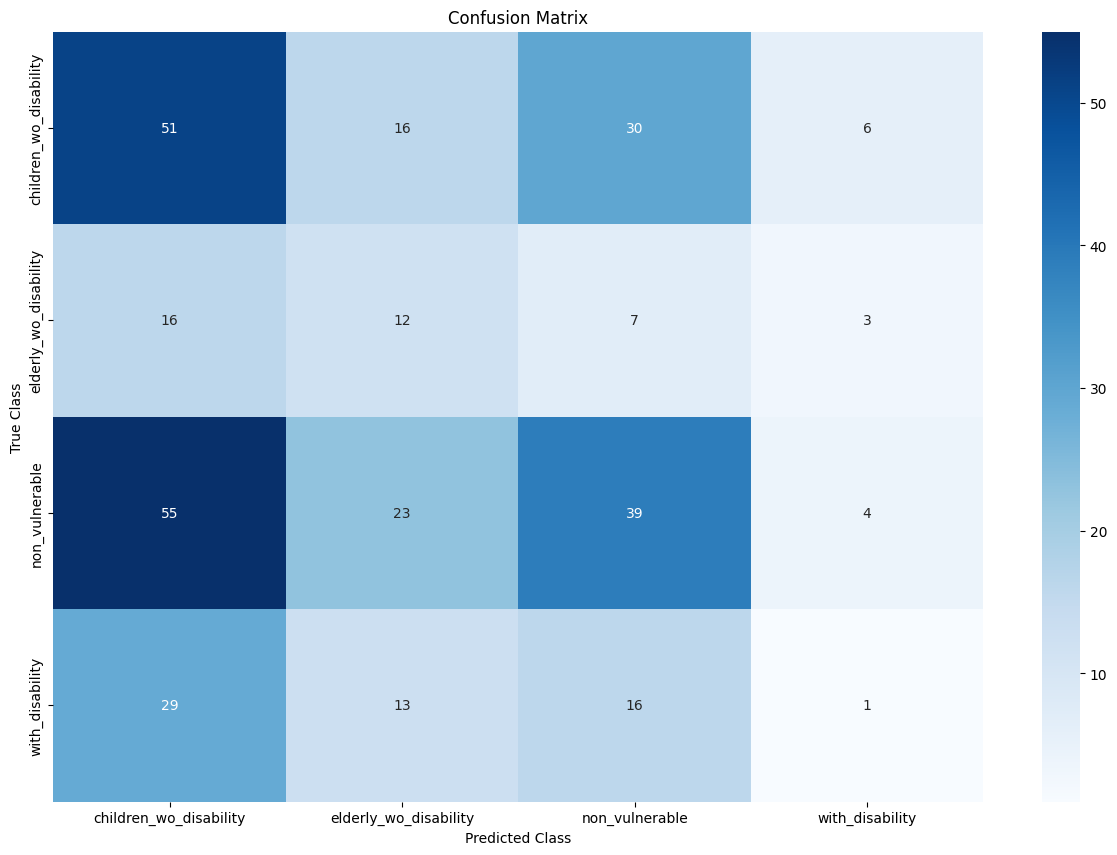 Confusion Matrix
True Class
children_wo_disability
51 16 30 6
elderly_wo_disability
16 12 7 3
non_vulnerable
55 23 39 4
with_disability
29 13 16 1
children_wo_disability elderly_wo_disability non_vulnerable with_disability
Predicted Class
50
40
30
20
10